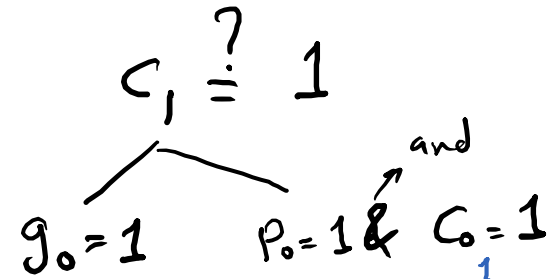 ?
C₁ ≐ 1
and
g₀ = 1 P₀ = 1 & C₀ = 1
1